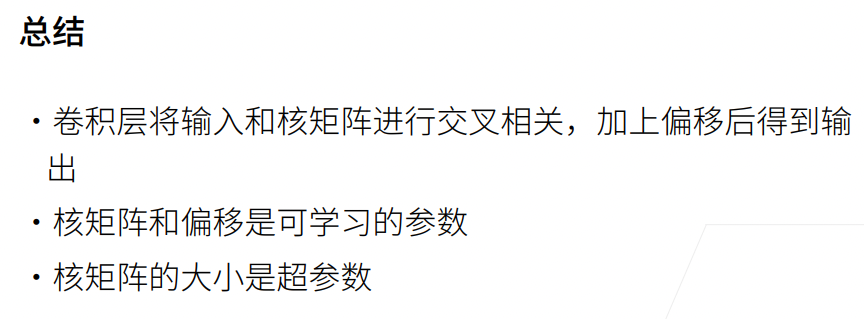 总结
• 卷积层将输入和核矩阵进行交叉相关，加上偏移后得到输
出
• 核矩阵和偏移是可学习的参数
• 核矩阵的大小是超参数